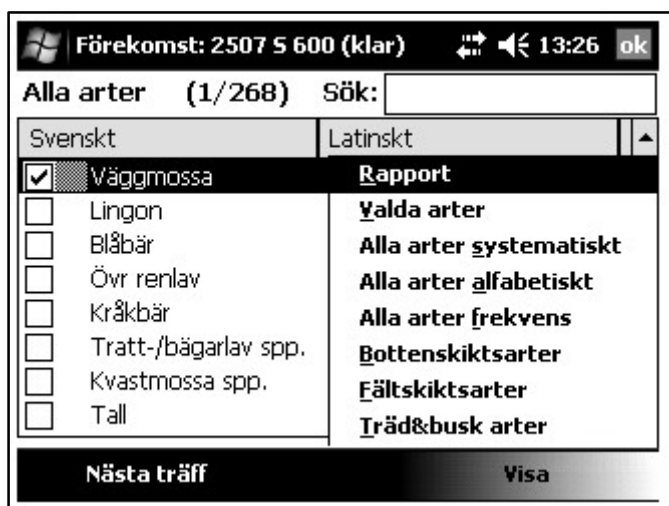 Förekomst: 2507 S 600 (klar) 13:26 ok
Alla arter (1/268) Sök:
Svenskt Latinskt
Väggmossa Rapport
Lingon Valda arter
Blåbär Alla arter systematiskt
Övr renlav Alla arter alfabetiskt
Kråkbär Alla arter frekvens
Tratt-/bägarlav spp. Bottenskiktsarter
Kvastmossa spp. Fältskiktsarter
Tall Träd&busk arter
Nästa träff Visa